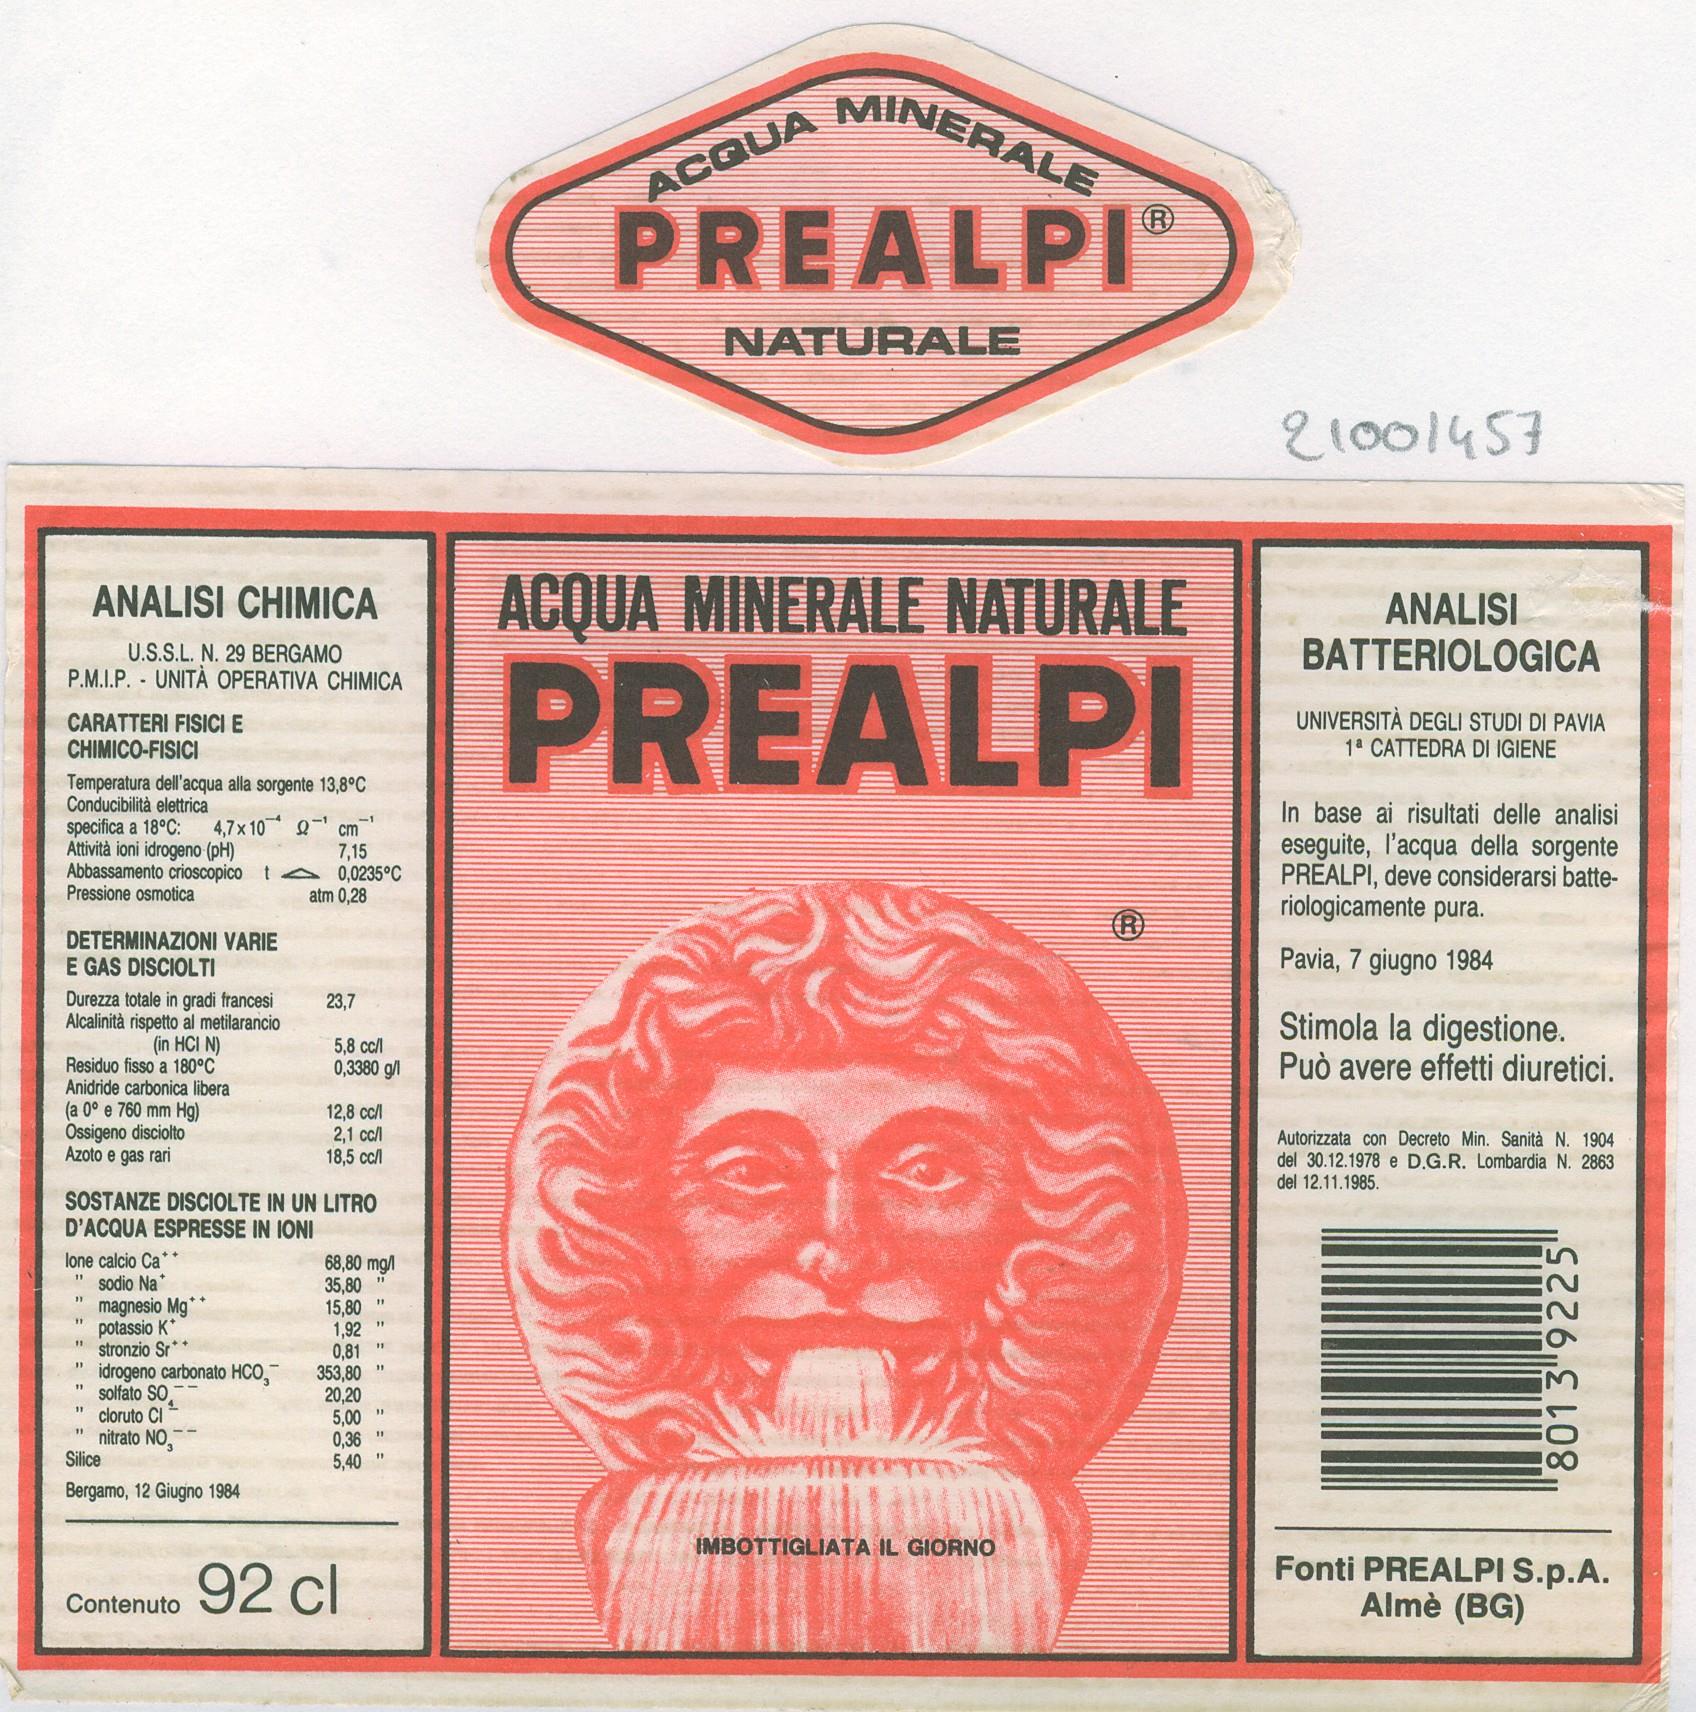 ACQUA MINERALE
PREALPI®
NATURALE
21001457
ANALISI CHIMICA
U.S.S.L. N. 29 BERGAMO
P.M.I.P. - UNITÀ OPERATIVA CHIMICA
CARATTERI FISICI E
CHIMICO-FISICI
Temperatura dell'acqua alla sorgente 13,8°C
Conducibilità elettrica
specifica a 18°C: 4,7x10⁻⁴ Ω⁻¹ cm⁻¹
Attività ioni idrogeno (pH) 7,15
Abbassamento crioscopico t △ 0,0235°C
Pressione osmotica atm 0,28
DETERMINAZIONI VARIE
E GAS DISCIOLTI
Durezza totale in gradi francesi 23,7
Alcalinità rispetto al metilarancio
(in HCl N) 5,8 cc/l
Residuo fisso a 180°C 0,3380 g/l
Anidride carbonica libera
(a 0° e 760 mm Hg) 12,8 cc/l
Ossigeno disciolto 2,1 cc/l
Azoto e gas rari 18,5 cc/l
SOSTANZE DISCIOLTE IN UN LITRO
D'ACQUA ESPRESSE IN IONI
Ione calcio Ca⁺⁺ 68,80 mg/l
" sodio Na⁺ 35,80 "
" magnesio Mg⁺⁺ 15,80 "
" potassio K⁺ 1,92 "
" stronzio Sr⁺⁺ 0,81 "
" idrogeno carbonato HCO₃⁻ 353,80 "
" solfato SO₄⁻⁻ 20,20
" cloruto Cl⁻ 5,00 "
" nitrato NO₃⁻⁻ 0,36 "
Silice 5,40 "
Bergamo, 12 Giugno 1984
Contenuto 92 cl
ACQUA MINERALE NATURALE
PREALPI
®
IMBOTTIGLIATA IL GIORNO
ANALISI
BATTERIOLOGICA
UNIVERSITÀ DEGLI STUDI DI PAVIA
1ª CATTEDRA DI IGIENE
In base ai risultati delle analisi
eseguite, l'acqua della sorgente
PREALPI, deve considerarsi batte-
riologicamente pura.
Pavia, 7 giugno 1984
Stimola la digestione.
Può avere effetti diuretici.
Autorizzata con Decreto Min. Sanità N. 1904
del 30.12.1978 e D.G.R. Lombardia N. 2863
del 12.11.1985.
8013 9225
Fonti PREALPI S.p.A.
Almè (BG)